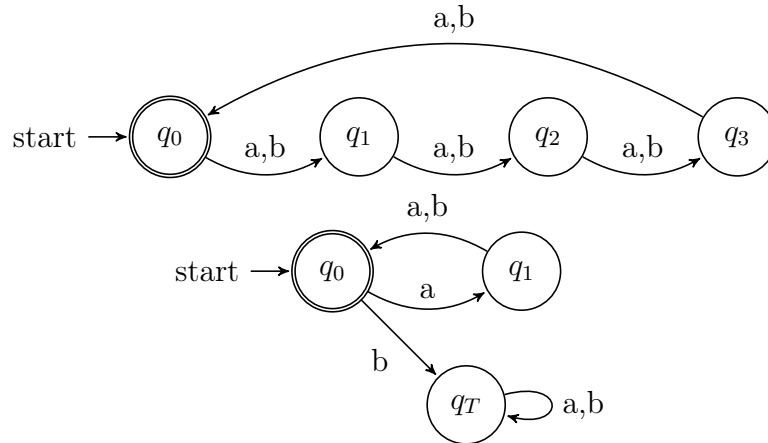 a,b
start q0 q1 q2 q3
a,b a,b a,b
a,b
start q0 q1
a
b
qT a,b